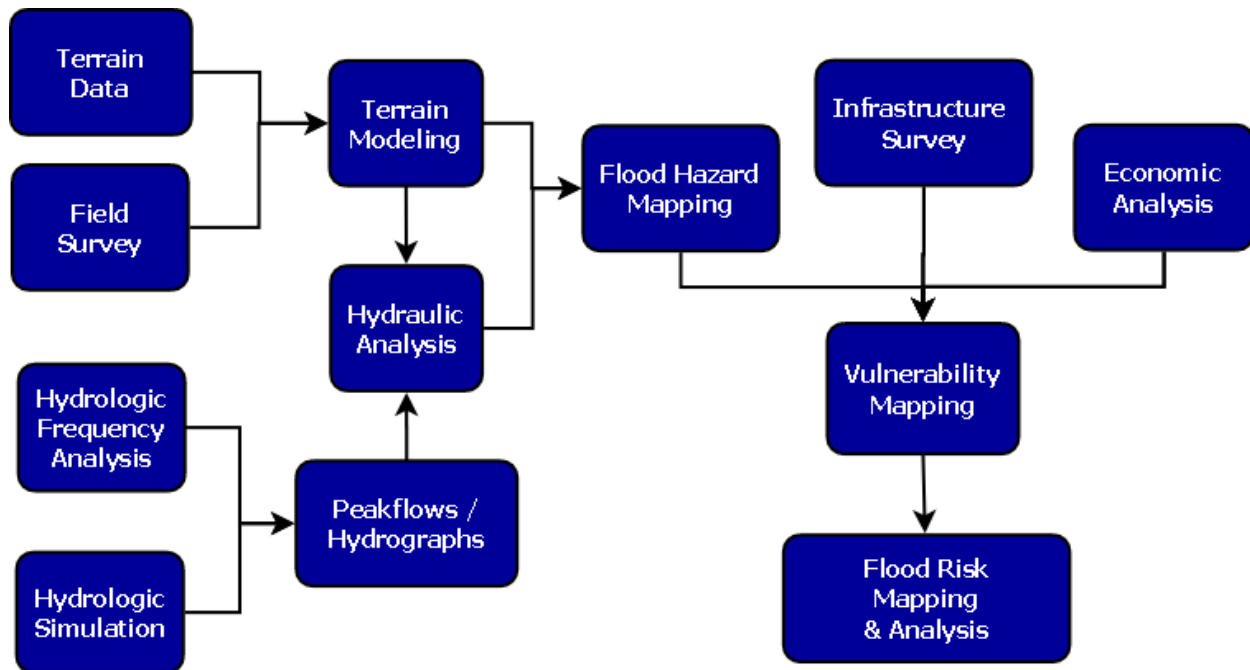 Terrain
Data
Field
Survey
Terrain
Modeling
Hydraulic
Analysis
Hydrologic
Frequency
Analysis
Hydrologic
Simulation
Peakflows /
Hydrographs
Flood Hazard
Mapping
Infrastructure
Survey
Economic
Analysis
Vulnerability
Mapping
Flood Risk
Mapping
& Analysis